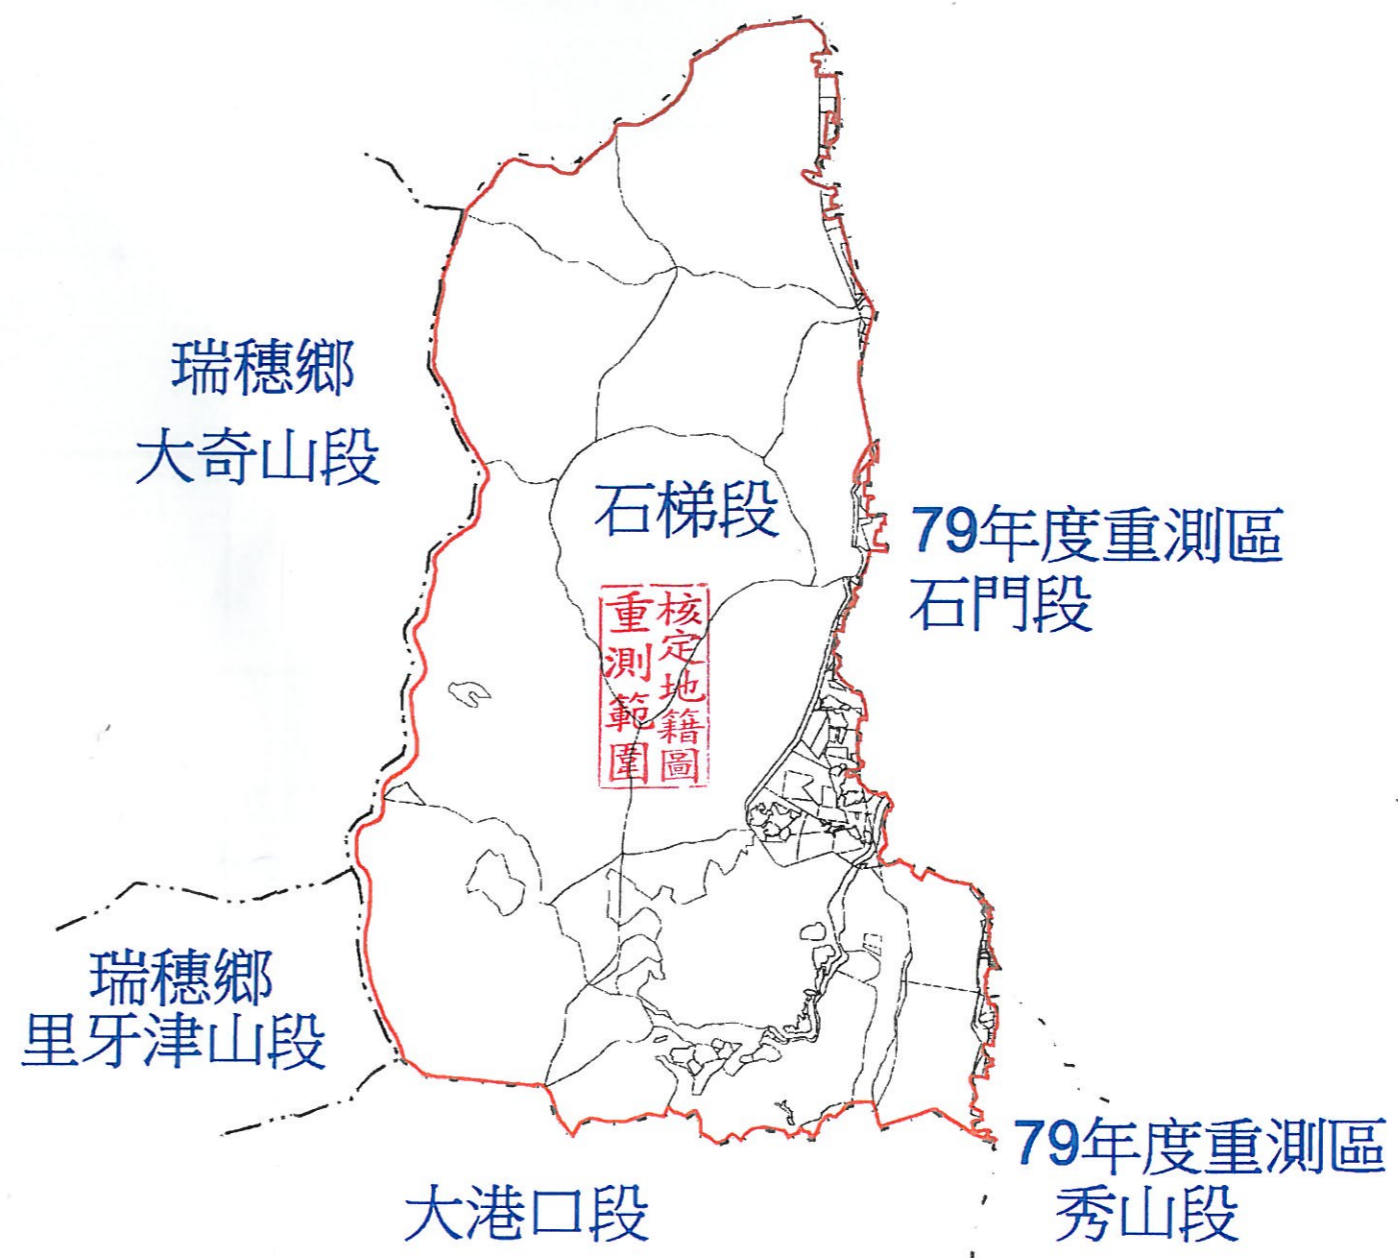 瑞穗鄉
大奇山段
石梯段
79年度重測區
石門段
核定地籍圖
重測範圍
瑞穗鄉
里牙津山段
79年度重測區
秀山段
大港口段